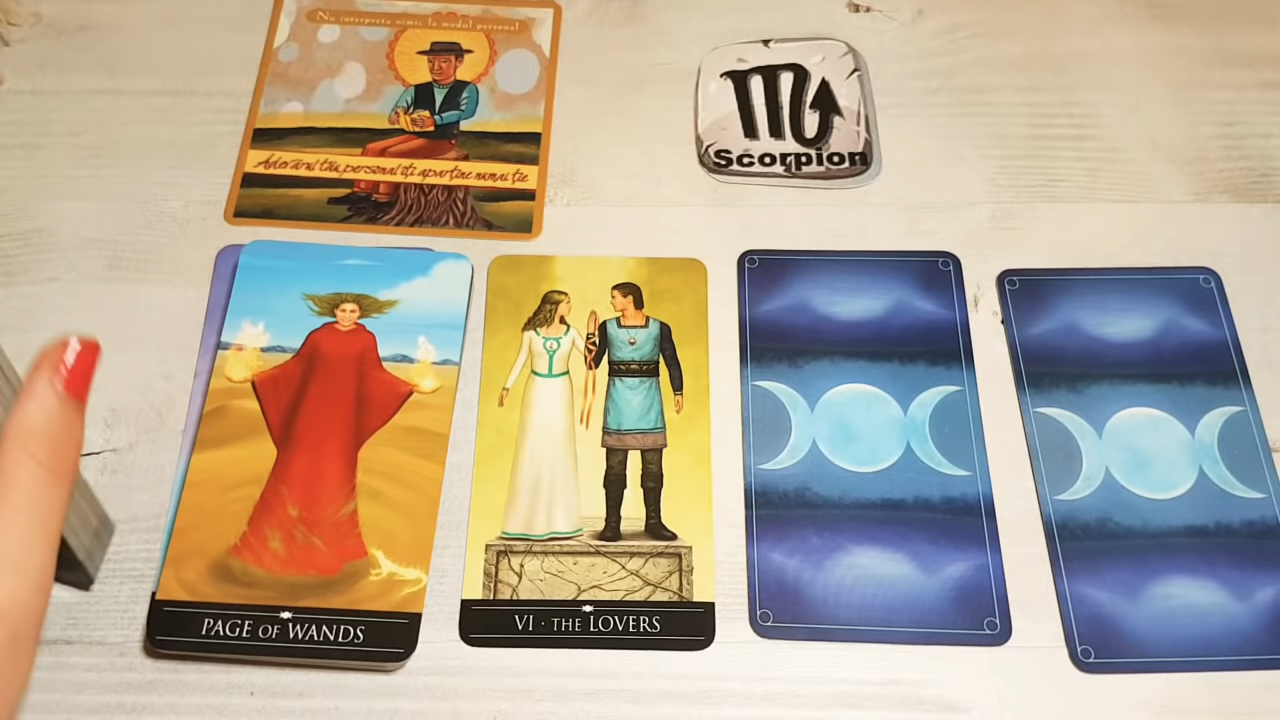 Nu interpreta nimic la modul personal
Adevărul tău personal îți aparține numai ție
Scorpion
PAGE OF WANDS
VI · THE LOVERS